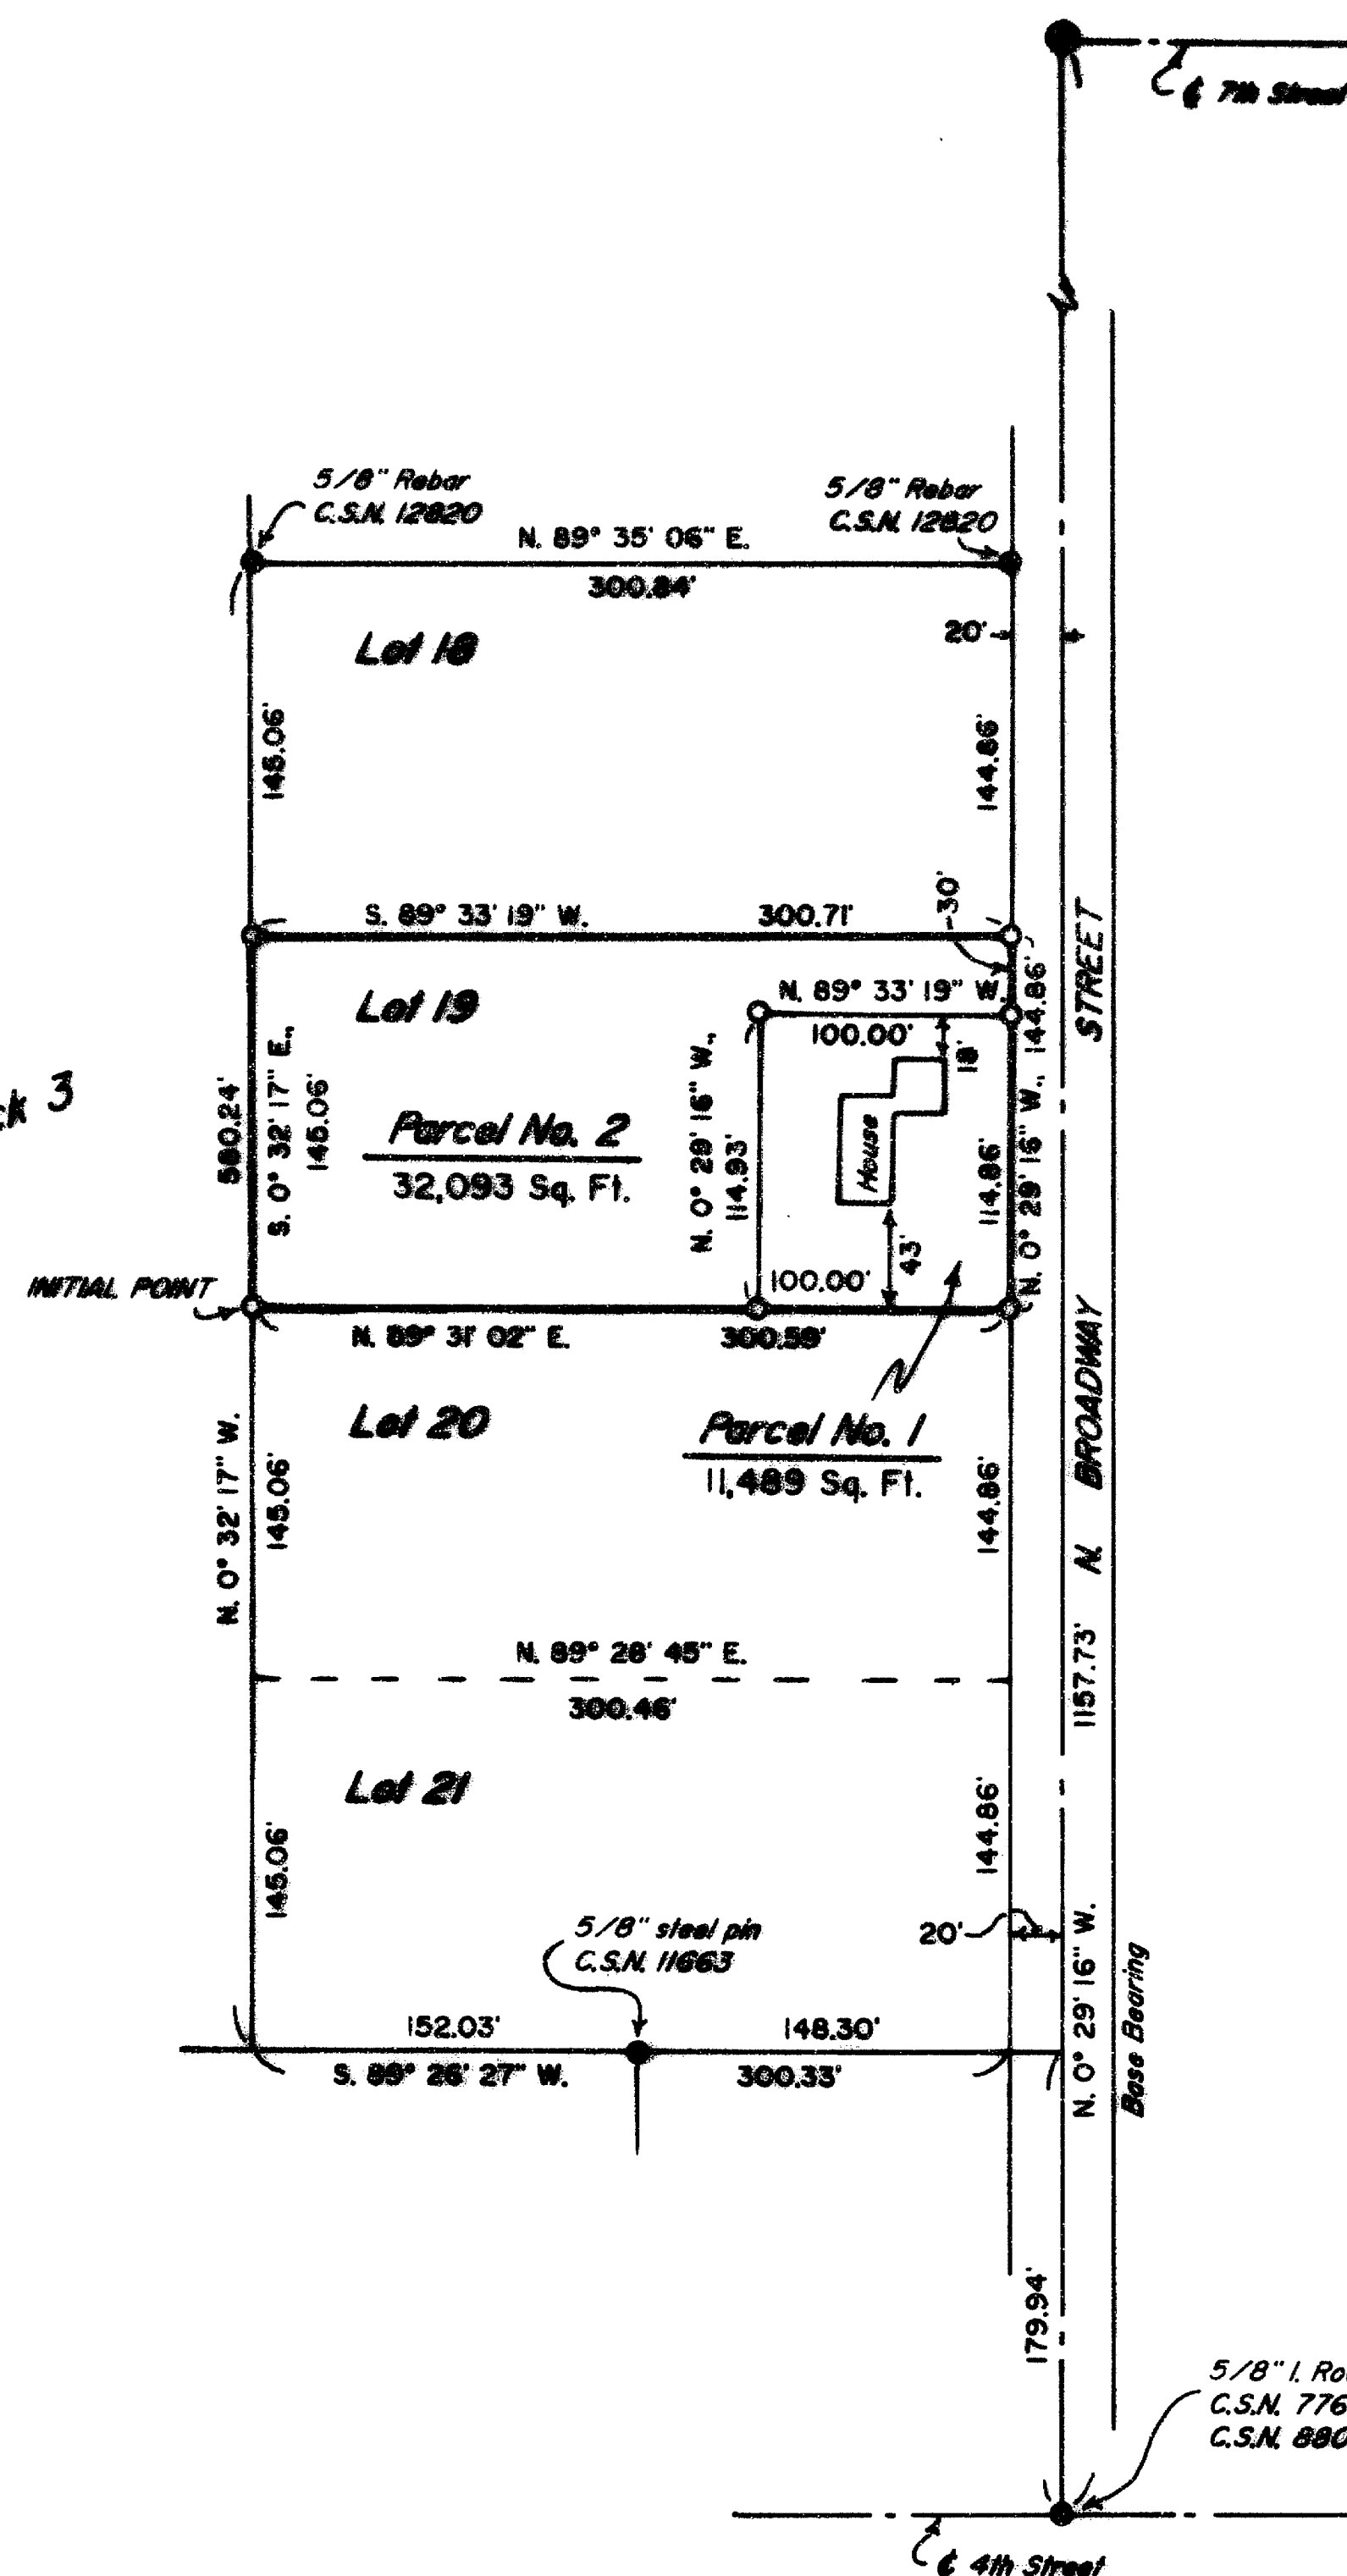 ℄ 7th Street
5/8" Rebar
C.S.N. 12820
5/8" Rebar
C.S.N. 12820
N. 89° 35' 06" E.
300.84'
20'
Lot 18
145.06'
144.86'
30'
S. 89° 33' 19" W. 300.71'
Lot 19
N. 89° 33' 19" W.
100.00'
18'
N. 0° 29' 16" W., 144.86'
STREET
3
580.24'
S. 0° 32' 17" E.,
145.06'
Parcel No. 2
32,093 Sq. Ft.
N. 0° 29' 16" W.,
114.93'
House
114.86'
43'
100.00'
INITIAL POINT
N. 89° 31' 02" E. 300.59'
Lot 20
Parcel No. 1
11,489 Sq. Ft.
N. BROADWAY
N. 0° 32' 17" W.
145.06'
144.86'
N. 89° 28' 45" E.
300.46'
1157.73'
Lot 21
145.06'
144.86'
5/8" steel pin
C.S.N. 11663
20'
N. 0° 29' 16" W.
Base Bearing
152.03' 148.30'
S. 89° 26' 27" W. 300.33'
179.94'
5/8" I.
C.S.N. 776
C.S.N. 880
℄ 4th Street